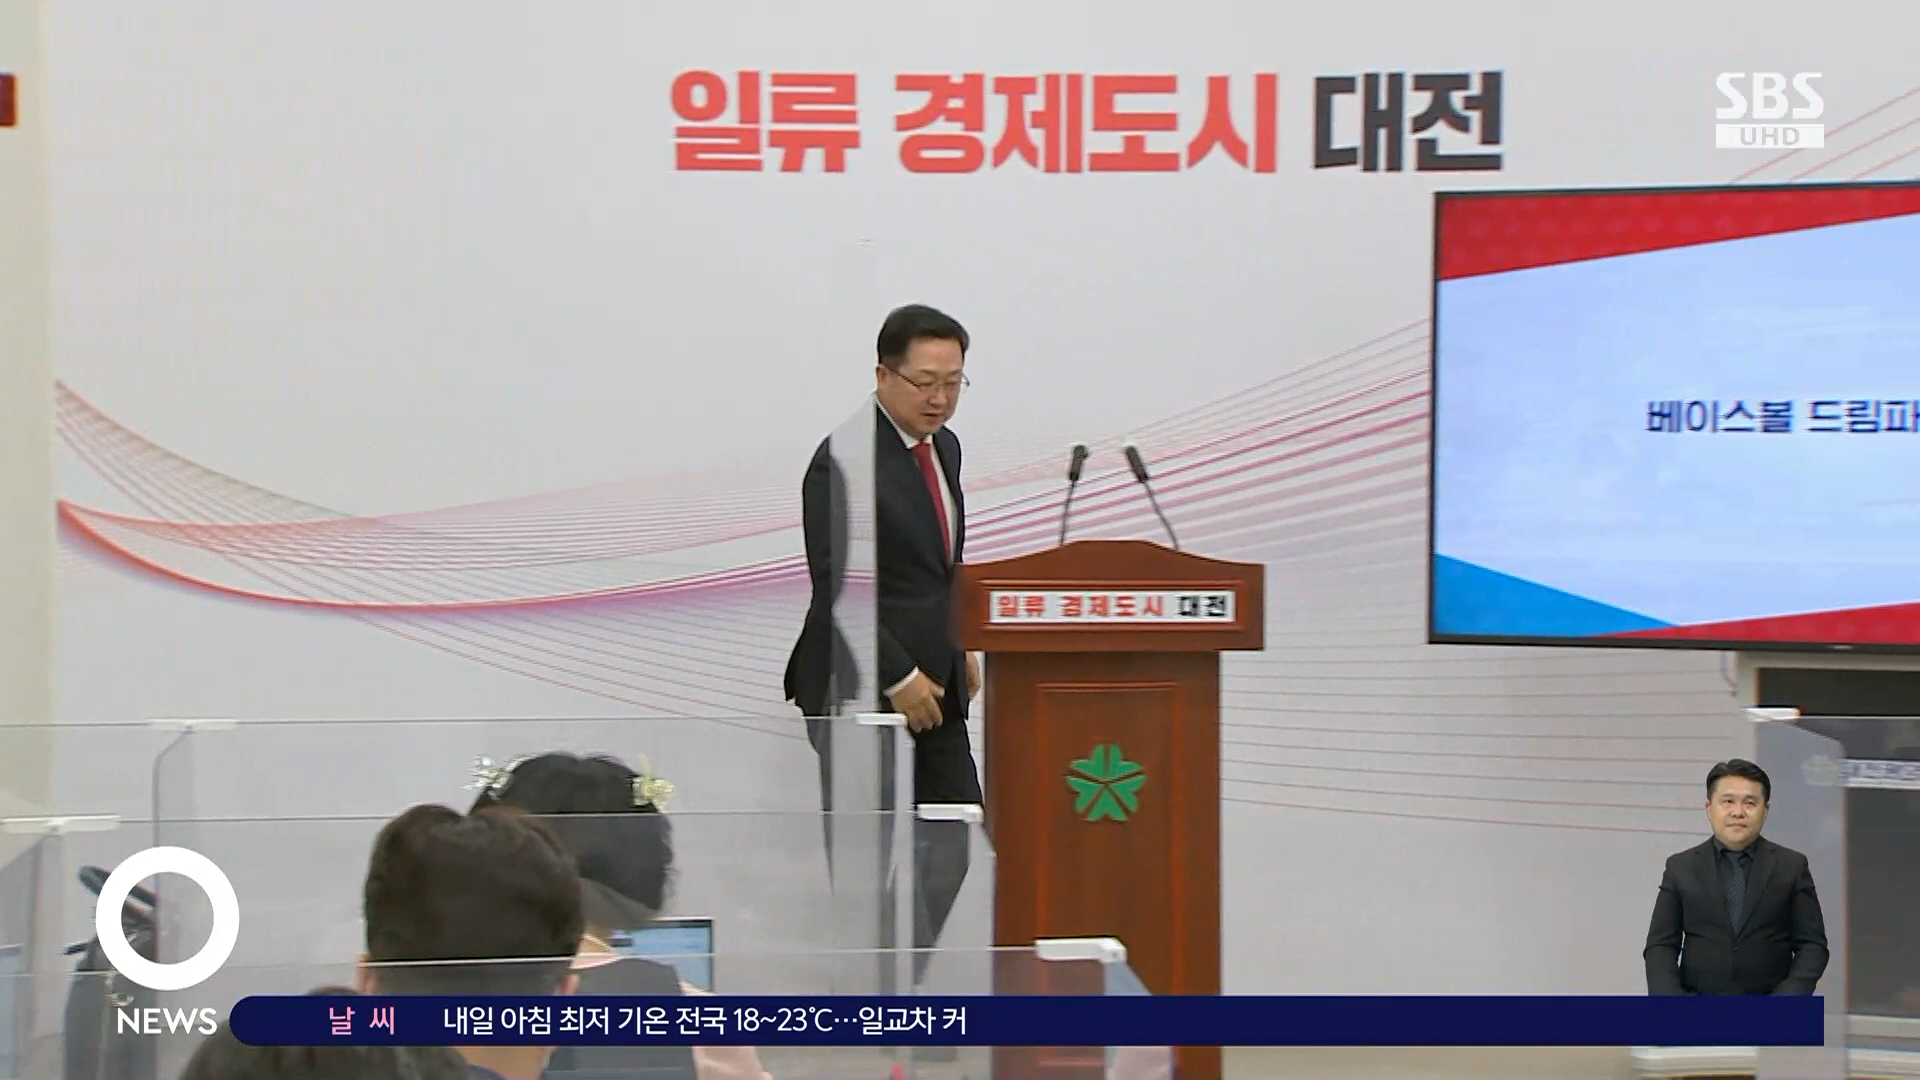 일류 경제도시 대전
SBS
UHD
베이스볼 드림파
일류 경제도시 대전
NEWS
날씨
내일 아침 최저 기온 전국 18~23℃…일교차 커